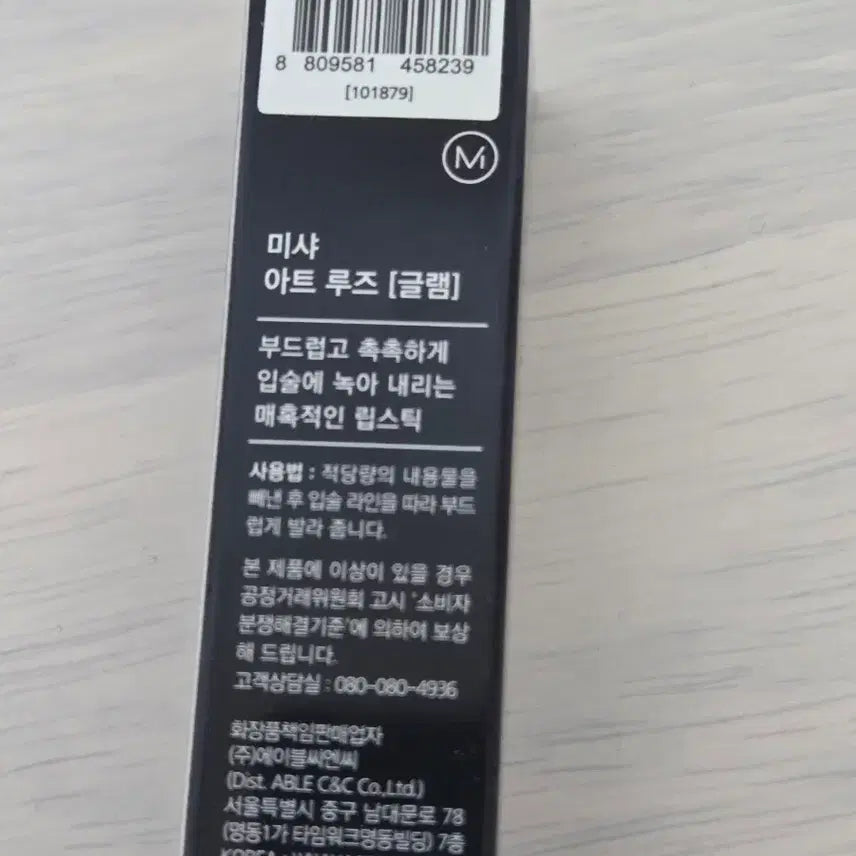 8 809581 458239
[101879]
M
미샤
아트 루즈 [글램]
부드럽고 촉촉하게
입술에 녹아 내리는
매혹적인 립스틱
사용법 : 적당량의 내용물을
빼낸 후 입술 라인을 따라 부드
럽게 발라 줍니다.
본 제품에 이상이 있을 경우
공정거래위원회 고시 '소비자
분쟁해결기준'에 의하여 보상
해 드립니다.
고객상담실 : 080-080-4936
화장품책임판매업자
(주)에이블씨엔씨
(Dist. ABLE C&C Co.,Ltd.)
서울특별시 중구 남대문로 78
(명동1가 타임워크명동빌딩) 7층